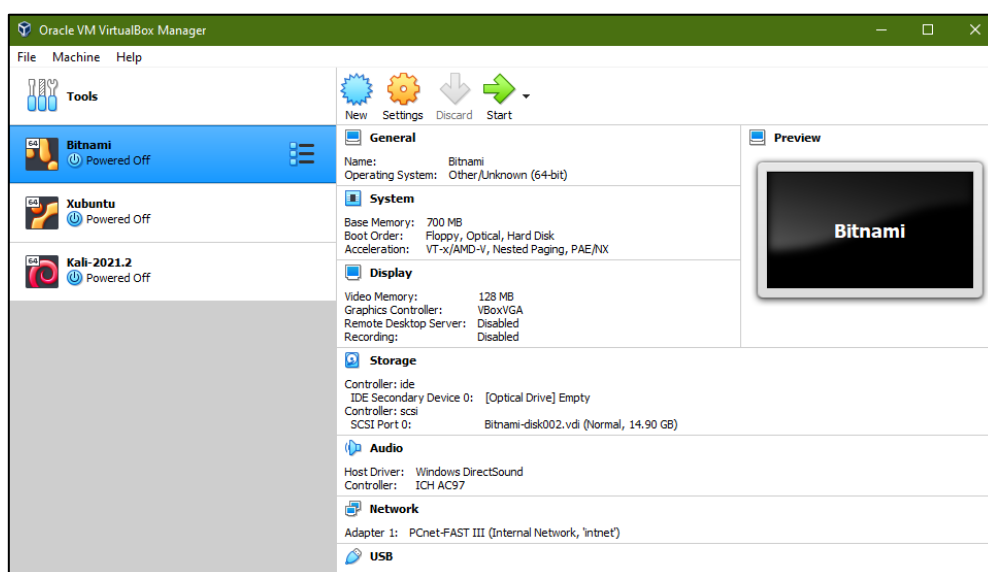 Oracle VM VirtualBox Manager
File Machine Help
Tools
64
Bitnami
Powered Off
64
Xubuntu
Powered Off
64
Kali-2021.2
Powered Off
New Settings Discard Start
General
Name: Bitnami
Operating System: Other/Unknown (64-bit)
System
Base Memory: 700 MB
Boot Order: Floppy, Optical, Hard Disk
Acceleration: VT-x/AMD-V, Nested Paging, PAE/NX
Display
Video Memory: 128 MB
Graphics Controller: VBoxVGA
Remote Desktop Server: Disabled
Recording: Disabled
Storage
Controller: ide
IDE Secondary Device 0: [Optical Drive] Empty
Controller: scsi
SCSI Port 0: Bitnami-disk002.vdi (Normal, 14.90 GB)
Audio
Host Driver: Windows DirectSound
Controller: ICH AC97
Network
Adapter 1: PCnet-FAST III (Internal Network, 'intnet')
USB
Preview
Bitnami